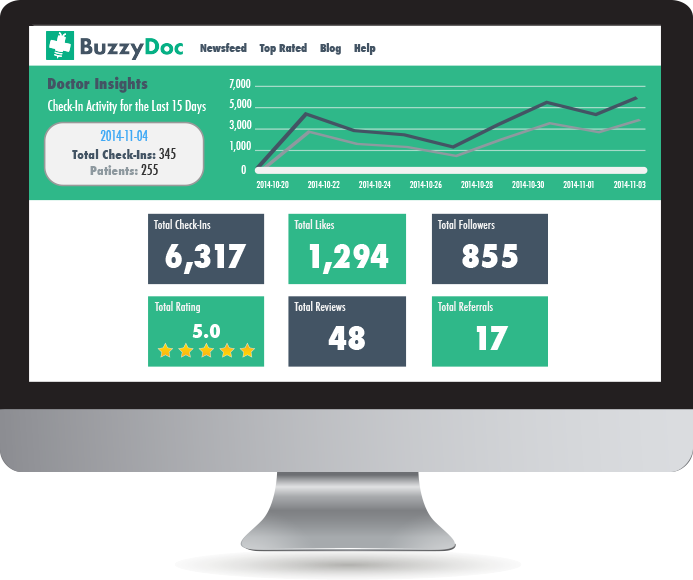 BuzzyDoc
Newsfeed Top Rated Blog Help
Doctor Insights
Check-In Activity for the Last 15 Days
2014-11-04
Total Check-Ins: 345
Patients: 255
7,000
5,000
3,000
1,000
0
2014-10-20 2014-10-22 2014-10-24 2014-10-26 2014-10-28 2014-10-30 2014-11-01 2014-11-03
Total Check-Ins
6,317
Total Likes
1,294
Total Followers
855
Total Rating
5.0
Total Reviews
48
Total Referrals
17